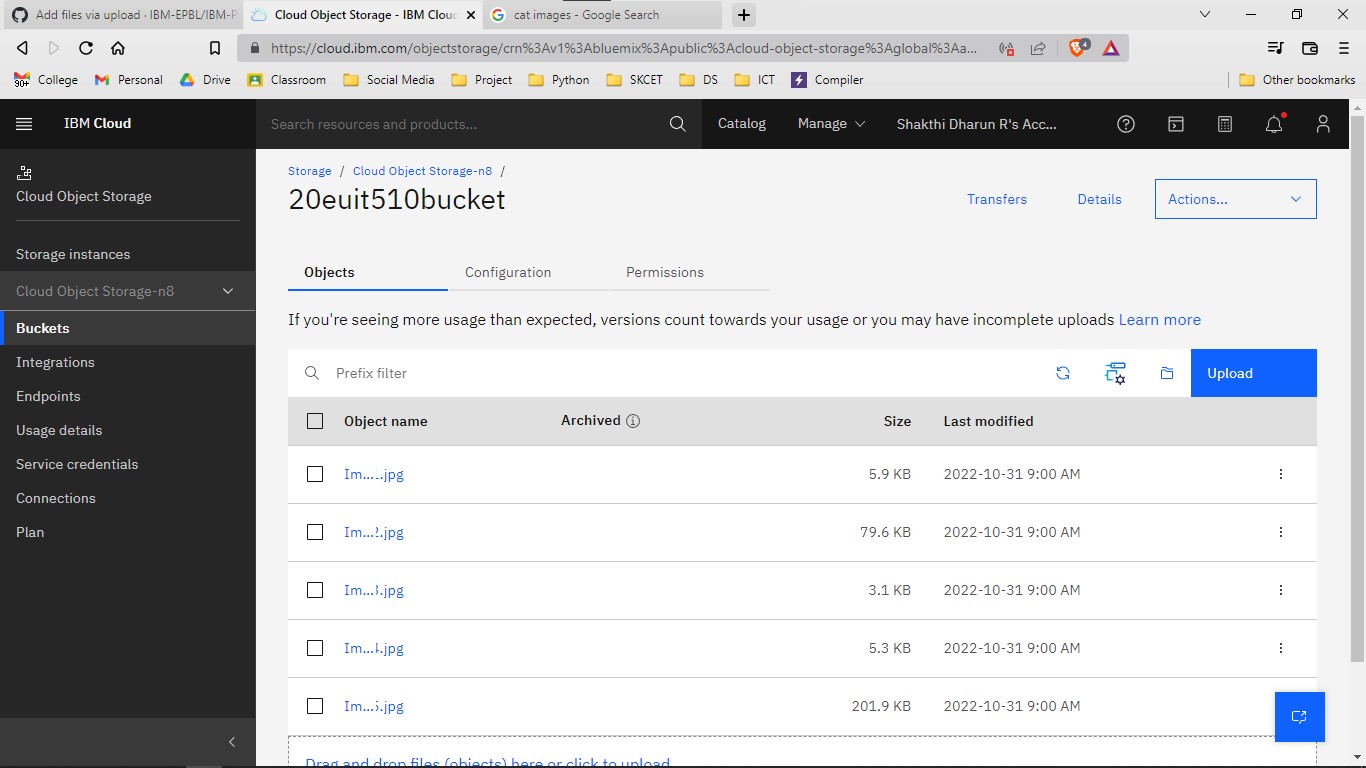 Add files via upload · IBM-EPBL/IBM-P
Cloud Object Storage - IBM Clou
cat images - Google Search
https://cloud.ibm.com/objectstorage/crn%3Av1%3Abluemix%3Apublic%3Acloud-object-storage%3Aglobal%3Aa...
4
90+
College
Personal
Drive
Classroom
Social Media
Project
Python
SKCET
DS
ICT
Compiler
Other bookmarks
IBM Cloud
Search resources and products...
Catalog
Manage
Shakthi Dharun R's Acc...
Cloud Object Storage
Storage instances
Cloud Object Storage-n8
Buckets
Integrations
Endpoints
Usage details
Service credentials
Connections
Plan
Storage / Cloud Object Storage-n8 /
20euit510bucket
Transfers
Details
Actions...
Objects
Configuration
Permissions
If you're seeing more usage than expected, versions count towards your usage or you may have incomplete uploads Learn more
Prefix filter
Upload
Object name Archived Size Last modified
Im....jpg 5.9 KB 2022-10-31 9:00 AM
Im...2.jpg 79.6 KB 2022-10-31 9:00 AM
Im...3.jpg 3.1 KB 2022-10-31 9:00 AM
Im...4.jpg 5.3 KB 2022-10-31 9:00 AM
Im...5.jpg 201.9 KB 2022-10-31 9:00 AM
Drag and drop files (objects) here or click to upload